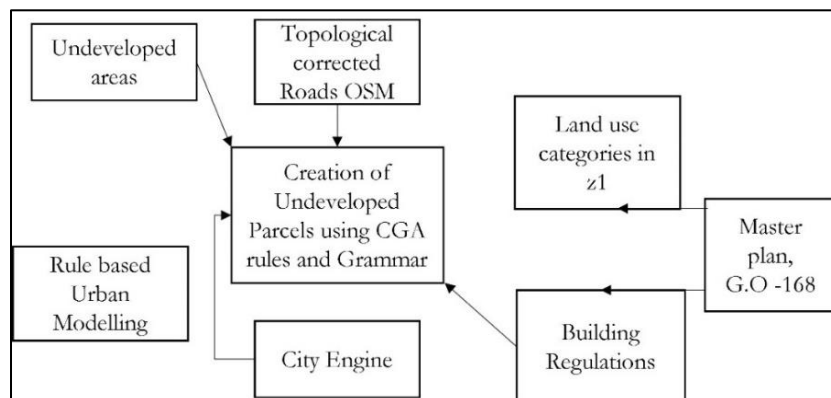 Undeveloped
areas
Topological
corrected
Roads OSM
Land use
categories in
z1
Creation of
Undeveloped
Parcels using CGA
rules and Grammar
Master
plan,
G.O -168
Rule based
Urban
Modelling
City Engine
Building
Regulations